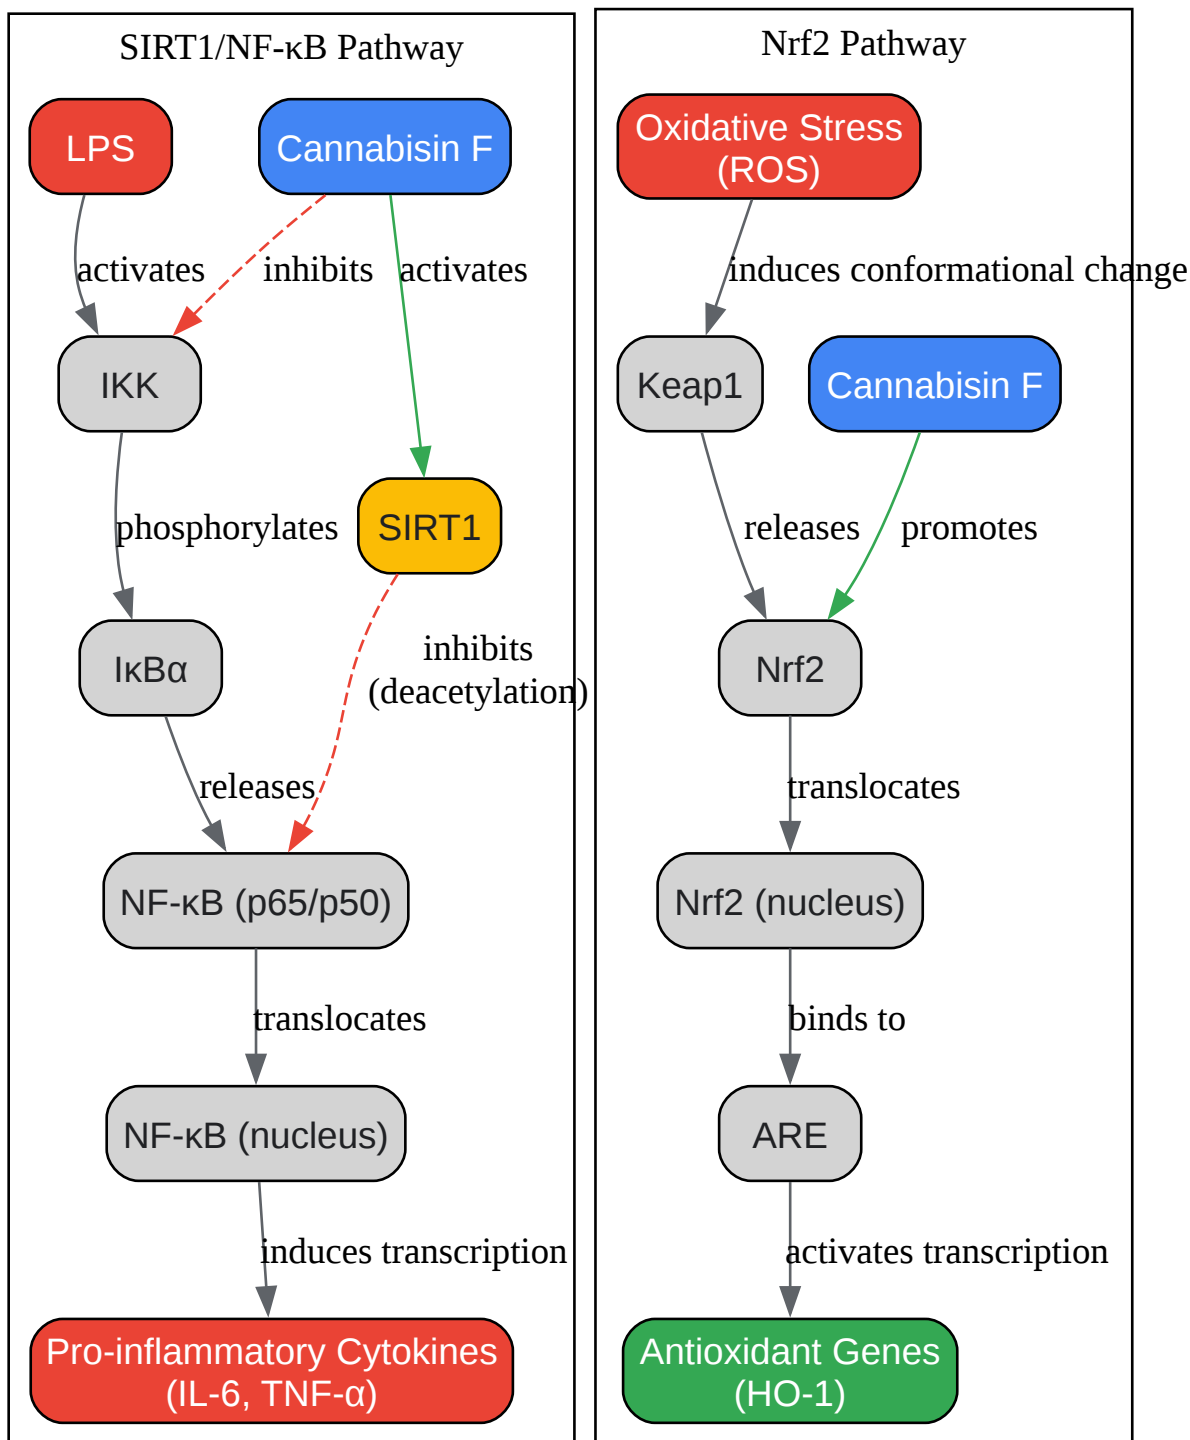 SIRT1/NF-κB Pathway
LPS
Cannabisin F
activates
inhibits
activates
IKK
phosphorylates
SIRT1
IκBα
inhibits
(deacetylation)
releases
NF-κB (p65/p50)
translocates
NF-κB (nucleus)
induces transcription
Pro-inflammatory Cytokines
(IL-6, TNF-α)
Nrf2 Pathway
Oxidative Stress
(ROS)
induces conformational change
Keap1
Cannabisin F
releases
promotes
Nrf2
translocates
Nrf2 (nucleus)
binds to
ARE
activates transcription
Antioxidant Genes
(HO-1)